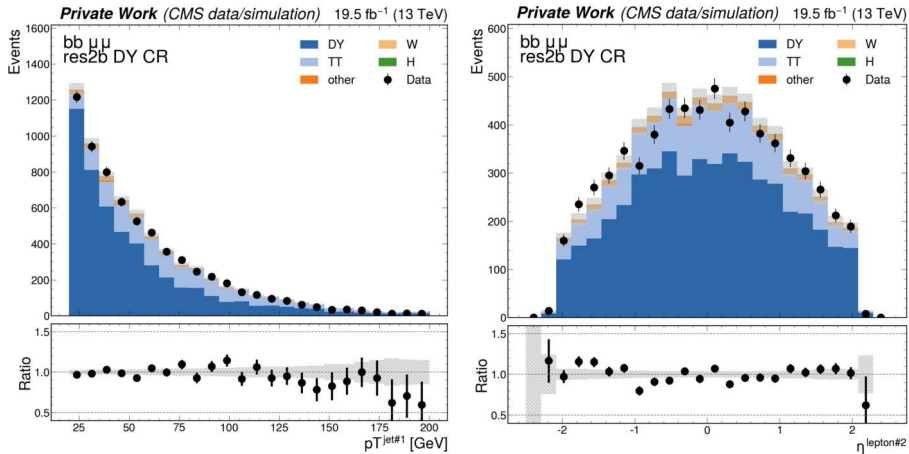 Private Work (CMS data/simulation) 19.5 fb⁻¹ (13 TeV)
Events
1600
1400
1200
1000
800
600
400
200
0
bb μμ
res2b DY CR
DY W
TT H
other Data
Ratio
1.5
1.0
0.5
25 50 75 100 125 150 175 200
pT^jet#1 [GeV]
Private Work (CMS data/simulation) 19.5 fb⁻¹ (13 TeV)
Events
600
500
400
300
200
100
0
bb μμ
res2b DY CR
DY W
TT H
other Data
Ratio
1.5
1.0
0.5
-2 -1 0 1 2
η^lepton#2